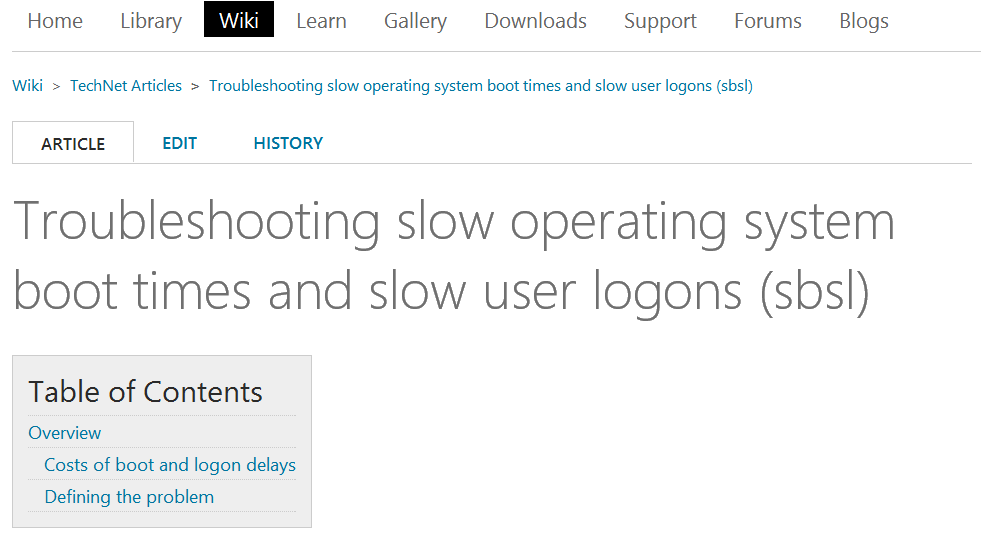 Home Library Wiki Learn Gallery Downloads Support Forums Blogs
Wiki > TechNet Articles > Troubleshooting slow operating system boot times and slow user logons (sbsl)
ARTICLE EDIT HISTORY
Troubleshooting slow operating system
boot times and slow user logons (sbsl)
Table of Contents
Overview
Costs of boot and logon delays
Defining the problem